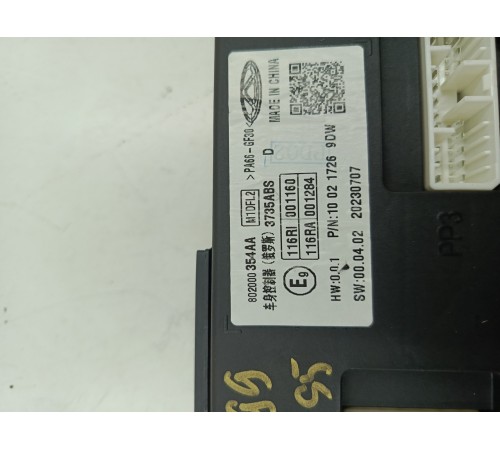 802000354AA M1DFL2 >PA66-GF30
车身控制器（俄罗斯）3735ABS D MADE IN CHINA
E9
116RI 001160
116RA 001284
HW:0.0.1 P/N:10 02 1726 9DW
SW:00.04.02 20230707
PP3